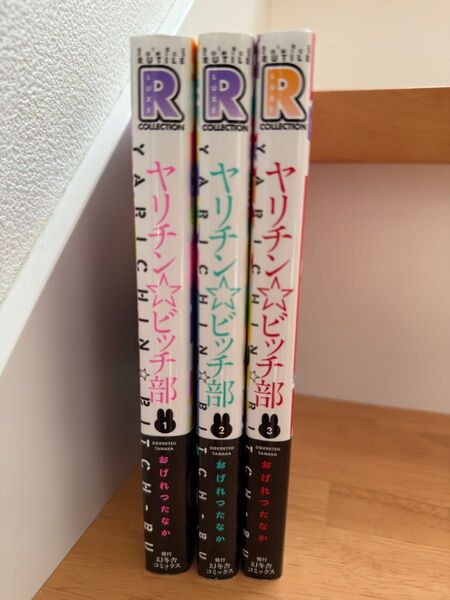 R
LUXE
COLLECTION
YARICHIN☆BITCH-BU
ヤリチン☆ビッチ部
1
OGERETSU
TANAKA
おげれつたなか
発行
幻冬舎
コミックス
R
LUXE
COLLECTION
YARICHIN☆BITCH-BU
ヤリチン☆ビッチ部
2
OGERETSU
TANAKA
おげれつたなか
発行
幻冬舎
コミックス
R
LUXE
COLLECTION
YARICHIN☆BITCH-BU
ヤリチン☆ビッチ部
3
OGERETSU
TANAKA
おげれつたなか
発行
幻冬舎
コミックス